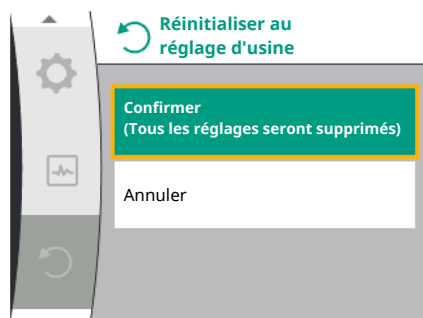 Réinitialiser au
réglage d'usine
Confirmer
(Tous les réglages seront supprimés)
Annuler